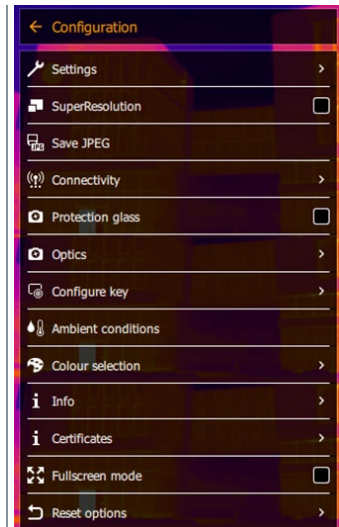 Configuration
Settings
SuperResolution
JPG
Save JPEG
Connectivity
Protection glass
Optics
Configure key
Ambient conditions
Colour selection
Info
Certificates
Fullscreen mode
Reset options